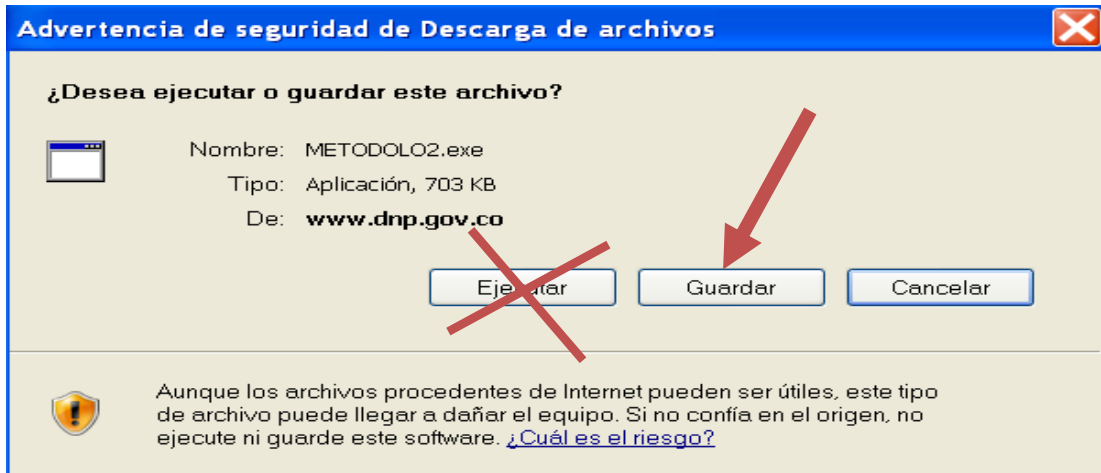 Advertencia de seguridad de Descarga de archivos
¿Desea ejecutar o guardar este archivo?
Nombre: METODOLO2.exe
Tipo: Aplicación, 703 KB
De: www.dnp.gov.co
Ejecutar Guardar Cancelar
Aunque los archivos procedentes de Internet pueden ser útiles, este tipo
de archivo puede llegar a dañar el equipo. Si no confía en el origen, no
ejecute ni guarde este software. ¿Cuál es el riesgo?